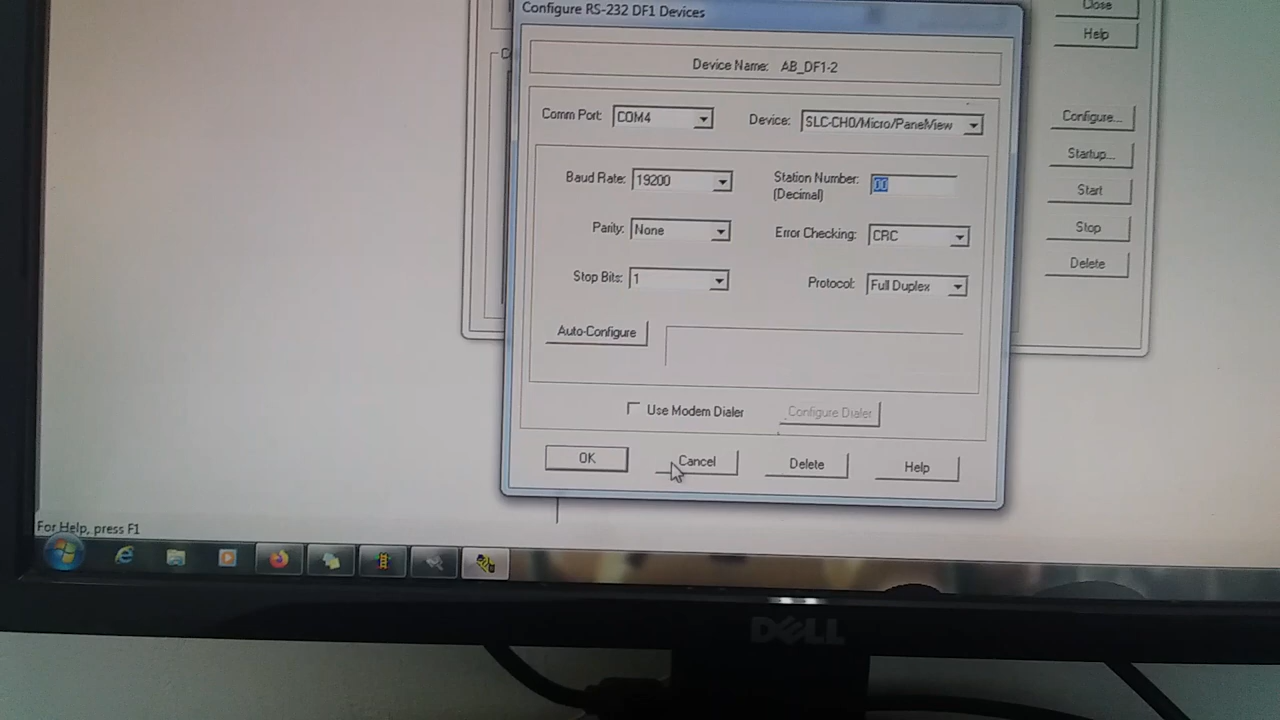 Configure RS-232 DF1 Devices
Close
Help
Device Name: AB_DF1-2
Comm Port: COM4
Device: SLC-CH0/Micro/PanelView
Configure...
Baud Rate: 19200
Station Number: 00
(Decimal)
Startup...
Start
Parity: None
Error Checking: CRC
Stop
Stop Bits: 1
Protocol: Full Duplex
Delete
Auto-Configure
Use Modem Dialer
Configure Dialer
OK
Cancel
Delete
Help
For Help, press F1
DELL